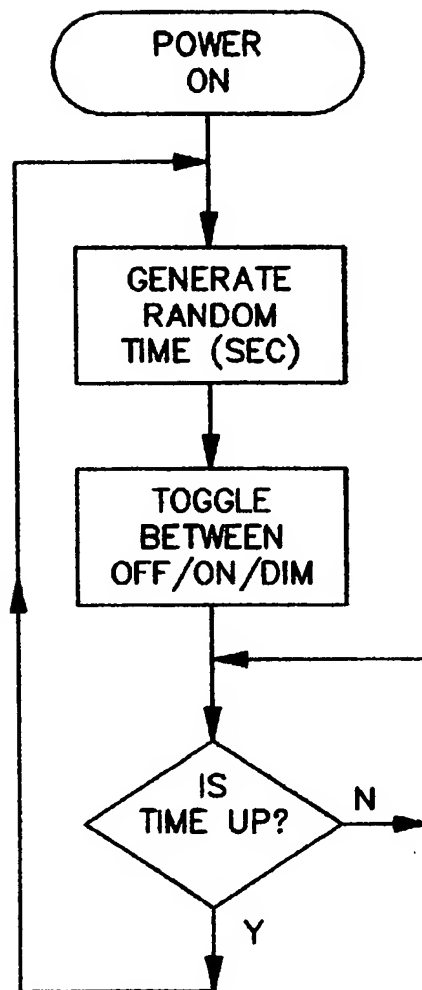 POWER
ON
GENERATE
RANDOM
TIME (SEC)
TOGGLE
BETWEEN
OFF/ON/DIM
IS
TIME UP?
N
Y